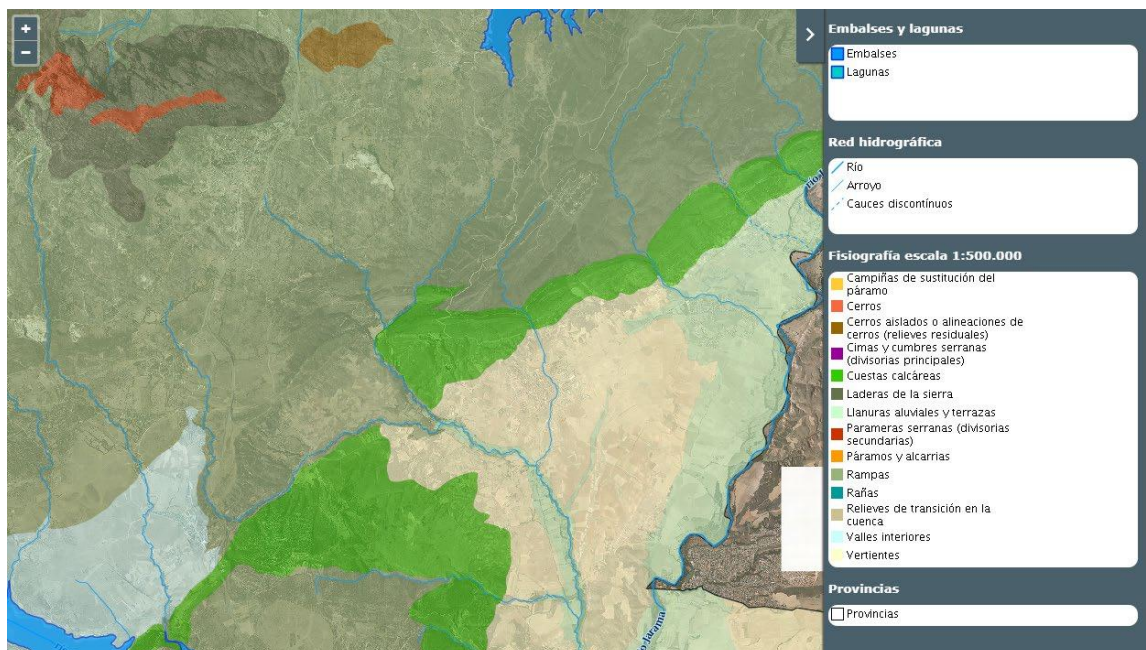 +
−
>
Embalses y lagunas
Embalses
Lagunas
Red hidrográfica
Río
Arroyo
Cauces discontínuos
Fisiografía escala 1:500.000
Campiñas de sustitución del
páramo
Cerros
Cerros aislados o alineaciones de
cerros (relieves residuales)
Cimas y cumbres serranas
(divisorias principales)
Cuestas calcáreas
Laderas de la sierra
Llanuras aluviales y terrazas
Parameras serranas (divisorias
secundarias)
Páramos y alcarrias
Rampas
Rañas
Relieves de transición en la
cuenca
Valles interiores
Vertientes
Provincias
Provincias
Jarama